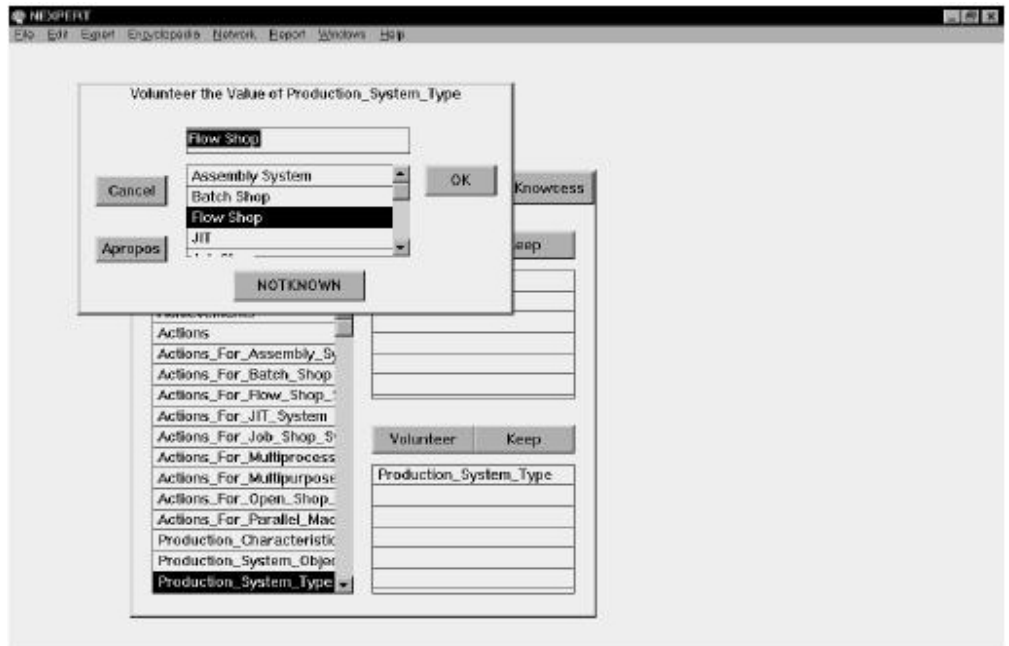 NEXPERT
File Edit Expert Encyclopedia Network Report Windows Help
Volunteer the Value of Production_System_Type
Flow Shop
Assembly System
Batch Shop
Flow Shop
JIT
Cancel
OK
Apropos
NOTKNOWN
Knowcess
eep
Actions
Actions_For_Assembly_Sy
Actions_For_Batch_Shop
Actions_For_Flow_Shop_S
Actions_For_JIT_System
Actions_For_Job_Shop_S
Actions_For_Multiprocess
Actions_For_Multipurpose
Actions_For_Open_Shop_
Actions_For_Parallel_Mac
Production_Characteristic
Production_System_Objec
Production_System_Type
Volunteer Keep
Production_System_Type